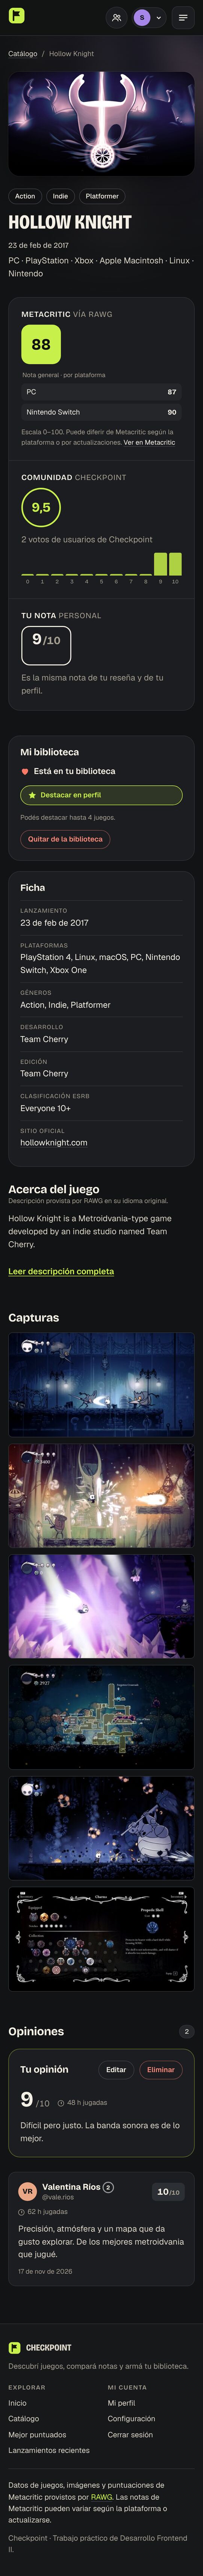 S
Catálogo / Hollow Knight
Action Indie Platformer
HOLLOW KNIGHT
23 de feb de 2017
PC · PlayStation · Xbox · Apple Macintosh · Linux ·
Nintendo
METACRITIC VÍA RAWG
88
Nota general · por plataforma
PC 87
Nintendo Switch 90
Escala 0–100. Puede diferir de Metacritic según la
plataforma o por actualizaciones. Ver en Metacritic
COMUNIDAD CHECKPOINT
9,5
2 votos de usuarios de Checkpoint
0 1 2 3 4 5 6 7 8 9 10
TU NOTA PERSONAL
9/10
Es la misma nota de tu reseña y de tu
perfil.
Mi biblioteca
Está en tu biblioteca
Destacar en perfil
Podés destacar hasta 4 juegos.
Quitar de la biblioteca
Ficha
LANZAMIENTO
23 de feb de 2017
PLATAFORMAS
PlayStation 4, Linux, macOS, PC, Nintendo
Switch, Xbox One
GÉNEROS
Action, Indie, Platformer
DESARROLLO
Team Cherry
EDICIÓN
Team Cherry
CLASIFICACIÓN ESRB
Everyone 10+
SITIO OFICIAL
hollowknight.com
Acerca del juego
Descripción provista por RAWG en su idioma original.
Hollow Knight is a Metroidvania-type game
developed by an indie studio named Team
Cherry.
Leer descripción completa
Capturas
Charms
Equipped
Collection
Opiniones 2
Tu opinión Editar Eliminar
9 /10 48 h jugadas
Difícil pero justo. La banda sonora es de lo
mejor.
VR Valentina Ríos 2 10/10
@vale.rios
62 h jugadas
Precisión, atmósfera y un mapa que da
gusto explorar. De los mejores metroidvania
que jugué.
17 de nov de 2026
CHECKPOINT
Descubrí juegos, compará notas y armá tu biblioteca.
EXPLORAR MI CUENTA
Inicio Mi perfil
Catálogo Configuración
Mejor puntuados Cerrar sesión
Lanzamientos recientes
Datos de juegos, imágenes y puntuaciones de
Metacritic provistos por RAWG. Las notas de
Metacritic pueden variar según la plataforma o
actualizarse.
Checkpoint · Trabajo práctico de Desarrollo Frontend
II.